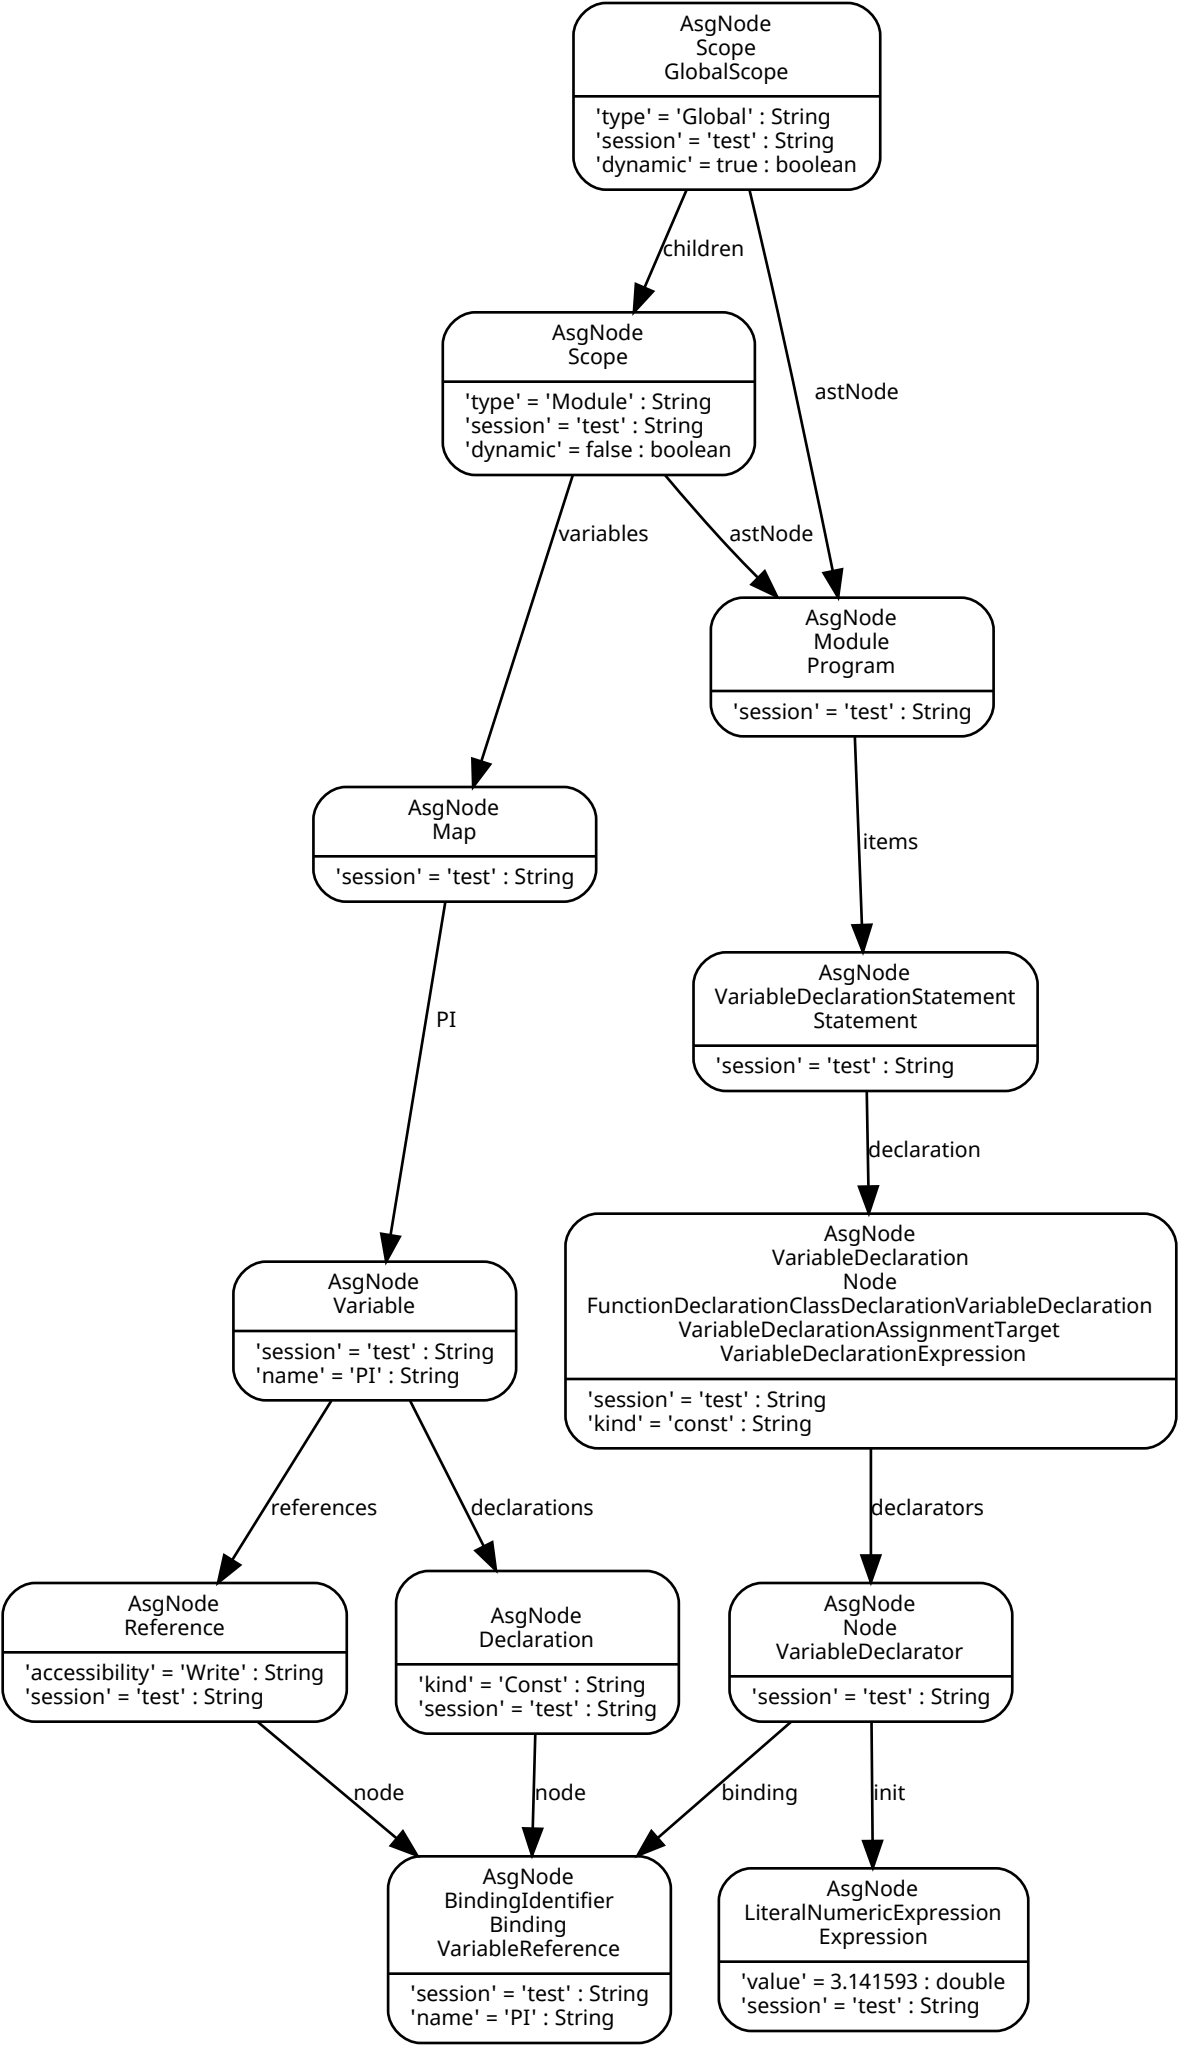 AsgNode
Scope
GlobalScope
'type' = 'Global' : String
'session' = 'test' : String
'dynamic' = true : boolean
children
astNode
AsgNode
Scope
'type' = 'Module' : String
'session' = 'test' : String
'dynamic' = false : boolean
variables
astNode
AsgNode
Module
Program
'session' = 'test' : String
AsgNode
Map
'session' = 'test' : String
items
PI
AsgNode
VariableDeclarationStatement
Statement
'session' = 'test' : String
declaration
AsgNode
VariableDeclaration
Node
FunctionDeclarationClassDeclarationVariableDeclaration
VariableDeclarationAssignmentTarget
VariableDeclarationExpression
'session' = 'test' : String
'kind' = 'const' : String
AsgNode
Variable
'session' = 'test' : String
'name' = 'PI' : String
references
declarations
declarators
AsgNode
Reference
'accessibility' = 'Write' : String
'session' = 'test' : String
AsgNode
Declaration
'kind' = 'Const' : String
'session' = 'test' : String
AsgNode
Node
VariableDeclarator
'session' = 'test' : String
node
node
binding
init
AsgNode
BindingIdentifier
Binding
VariableReference
'session' = 'test' : String
'name' = 'PI' : String
AsgNode
LiteralNumericExpression
Expression
'value' = 3.141593 : double
'session' = 'test' : String